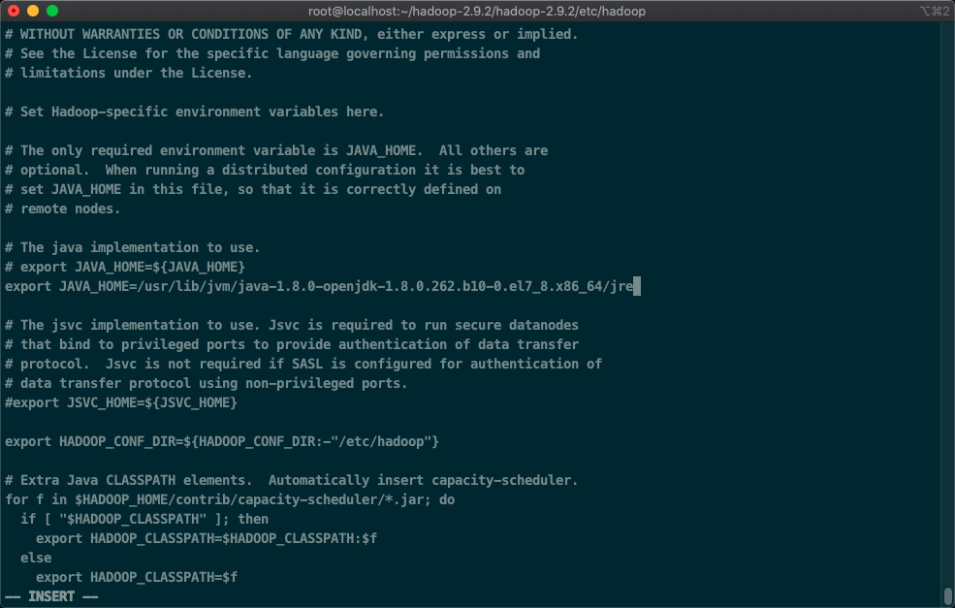 root@localhost:~/hadoop-2.9.2/hadoop-2.9.2/etc/hadoop
⌥⌘2
# WITHOUT WARRANTIES OR CONDITIONS OF ANY KIND, either express or implied.
# See the License for the specific language governing permissions and
# limitations under the License.

# Set Hadoop-specific environment variables here.

# The only required environment variable is JAVA_HOME.  All others are
# optional.  When running a distributed configuration it is best to
# set JAVA_HOME in this file, so that it is correctly defined on
# remote nodes.

# The java implementation to use.
# export JAVA_HOME=${JAVA_HOME}
export JAVA_HOME=/usr/lib/jvm/java-1.8.0-openjdk-1.8.0.262.b10-0.el7_8.x86_64/jre

# The jsvc implementation to use. Jsvc is required to run secure datanodes
# that bind to privileged ports to provide authentication of data transfer
# protocol.  Jsvc is not required if SASL is configured for authentication of
# data transfer protocol using non-privileged ports.
#export JSVC_HOME=${JSVC_HOME}

export HADOOP_CONF_DIR=${HADOOP_CONF_DIR:-"/etc/hadoop"}

# Extra Java CLASSPATH elements.  Automatically insert capacity-scheduler.
for f in $HADOOP_HOME/contrib/capacity-scheduler/*.jar; do
  if [ "$HADOOP_CLASSPATH" ]; then
    export HADOOP_CLASSPATH=$HADOOP_CLASSPATH:$f
  else
    export HADOOP_CLASSPATH=$f
-- INSERT --